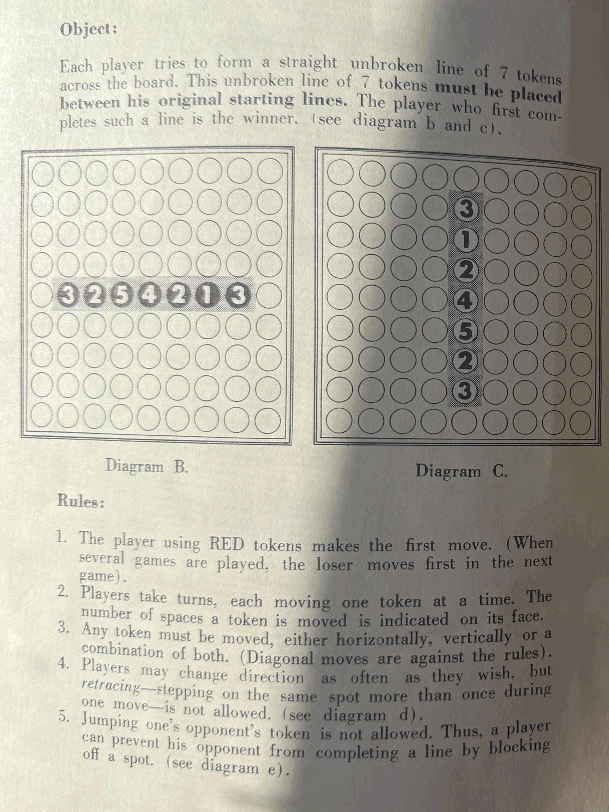 Object:
Each player tries to form a straight unbroken line of 7 tokens
across the board. This unbroken line of 7 tokens must be placed
between his original starting lines. The player who first com-
pletes such a line is the winner. (see diagram b and c).
3 2 5 4 2 1 3
3
1
2
4
5
2
3
Diagram B.
Diagram C.
Rules:
1. The player using RED tokens makes the first move. (When
several games are played, the loser moves first in the next
game).
2. Players take turns, each moving one token at a time. The
number of spaces a token is moved is indicated on its face.
3. Any token must be moved, either horizontally, vertically or a
combination of both. (Diagonal moves are against the rules).
4. Players may change direction as often as they wish, but
retracing—stepping on the same spot more than once during
one move—is not allowed. (see diagram d).
5. Jumping one's opponent's token is not allowed. Thus, a player
can prevent his opponent from completing a line by blocking
off a spot. (see diagram e).